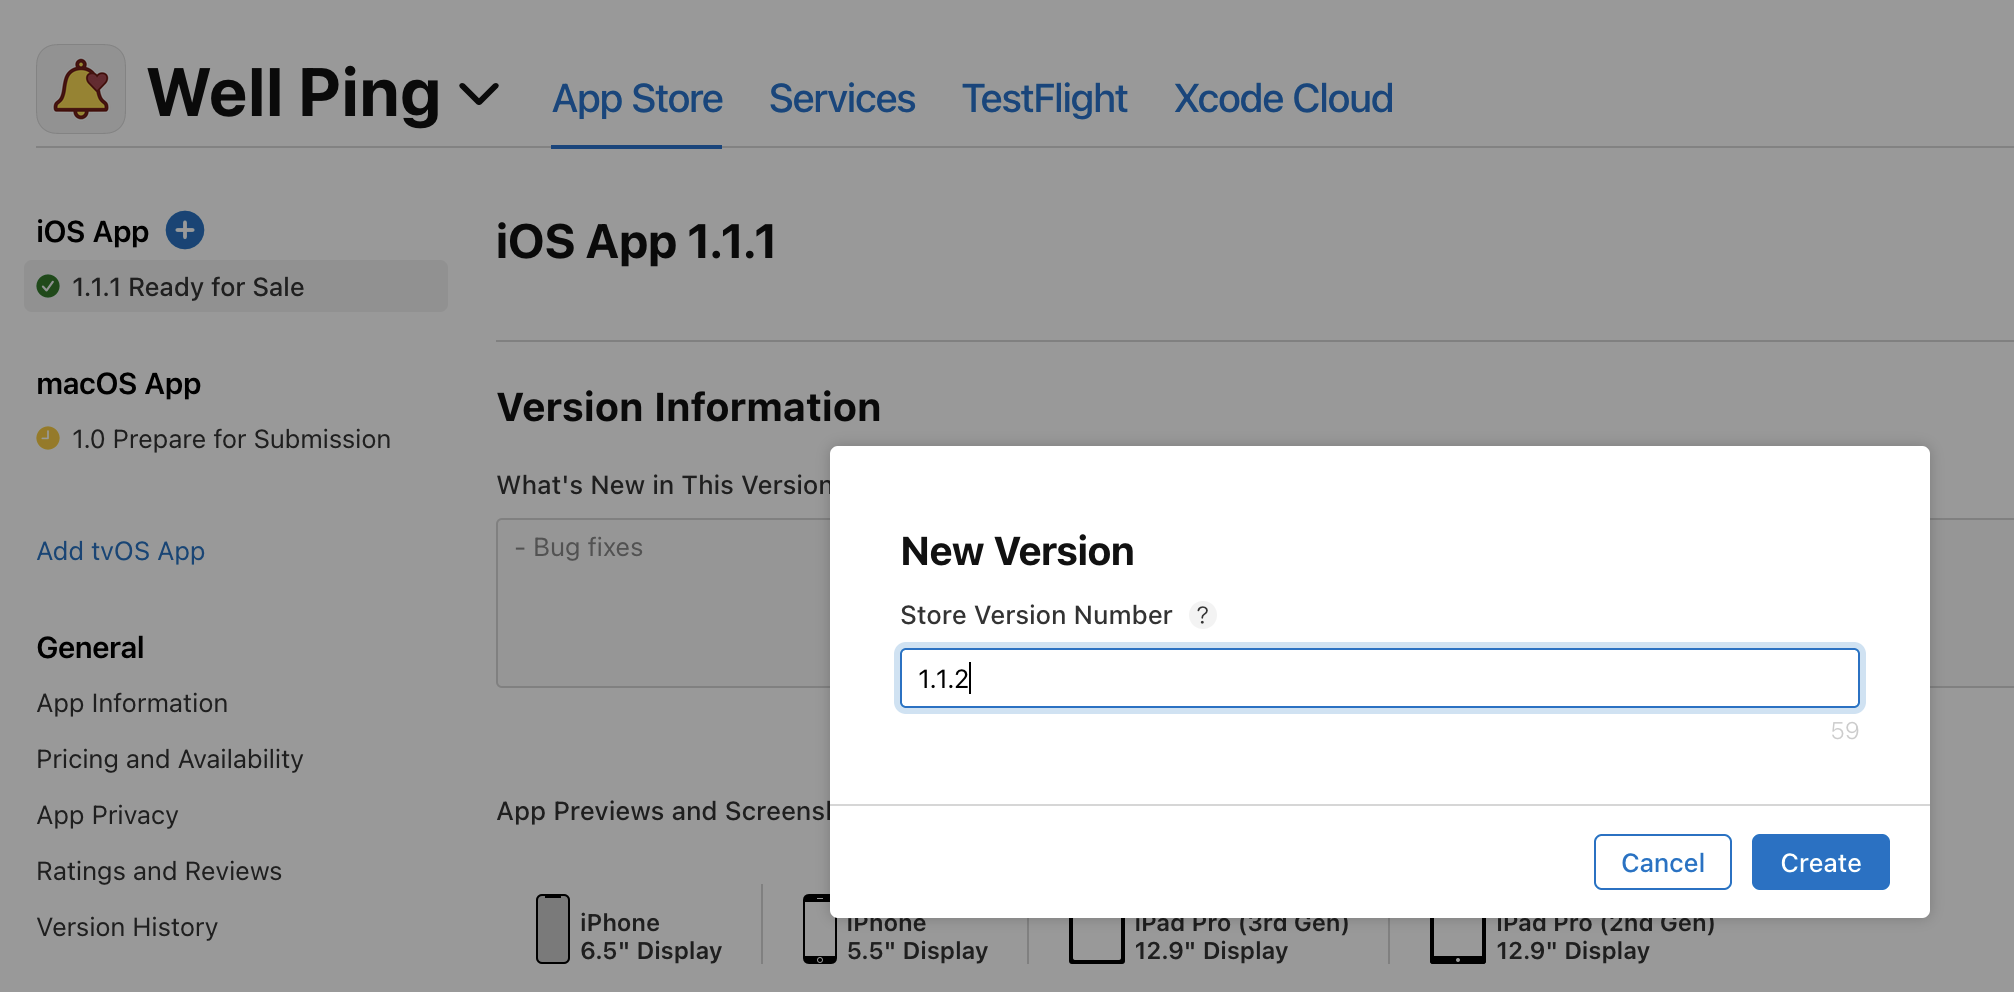 Well Ping
App Store
Services
TestFlight
Xcode Cloud
iOS App
1.1.1 Ready for Sale
macOS App
1.0 Prepare for Submission
Add tvOS App
General
App Information
Pricing and Availability
App Privacy
Ratings and Reviews
Version History
iOS App 1.1.1
Version Information
What's New in This Version
- Bug fixes
App Previews and Screensh
iPhone
6.5" Display
iPhone
5.5" Display
iPad Pro (3rd Gen)
12.9" Display
iPad Pro (2nd Gen)
12.9" Display
New Version
Store Version Number ?
1.1.2
59
Cancel
Create